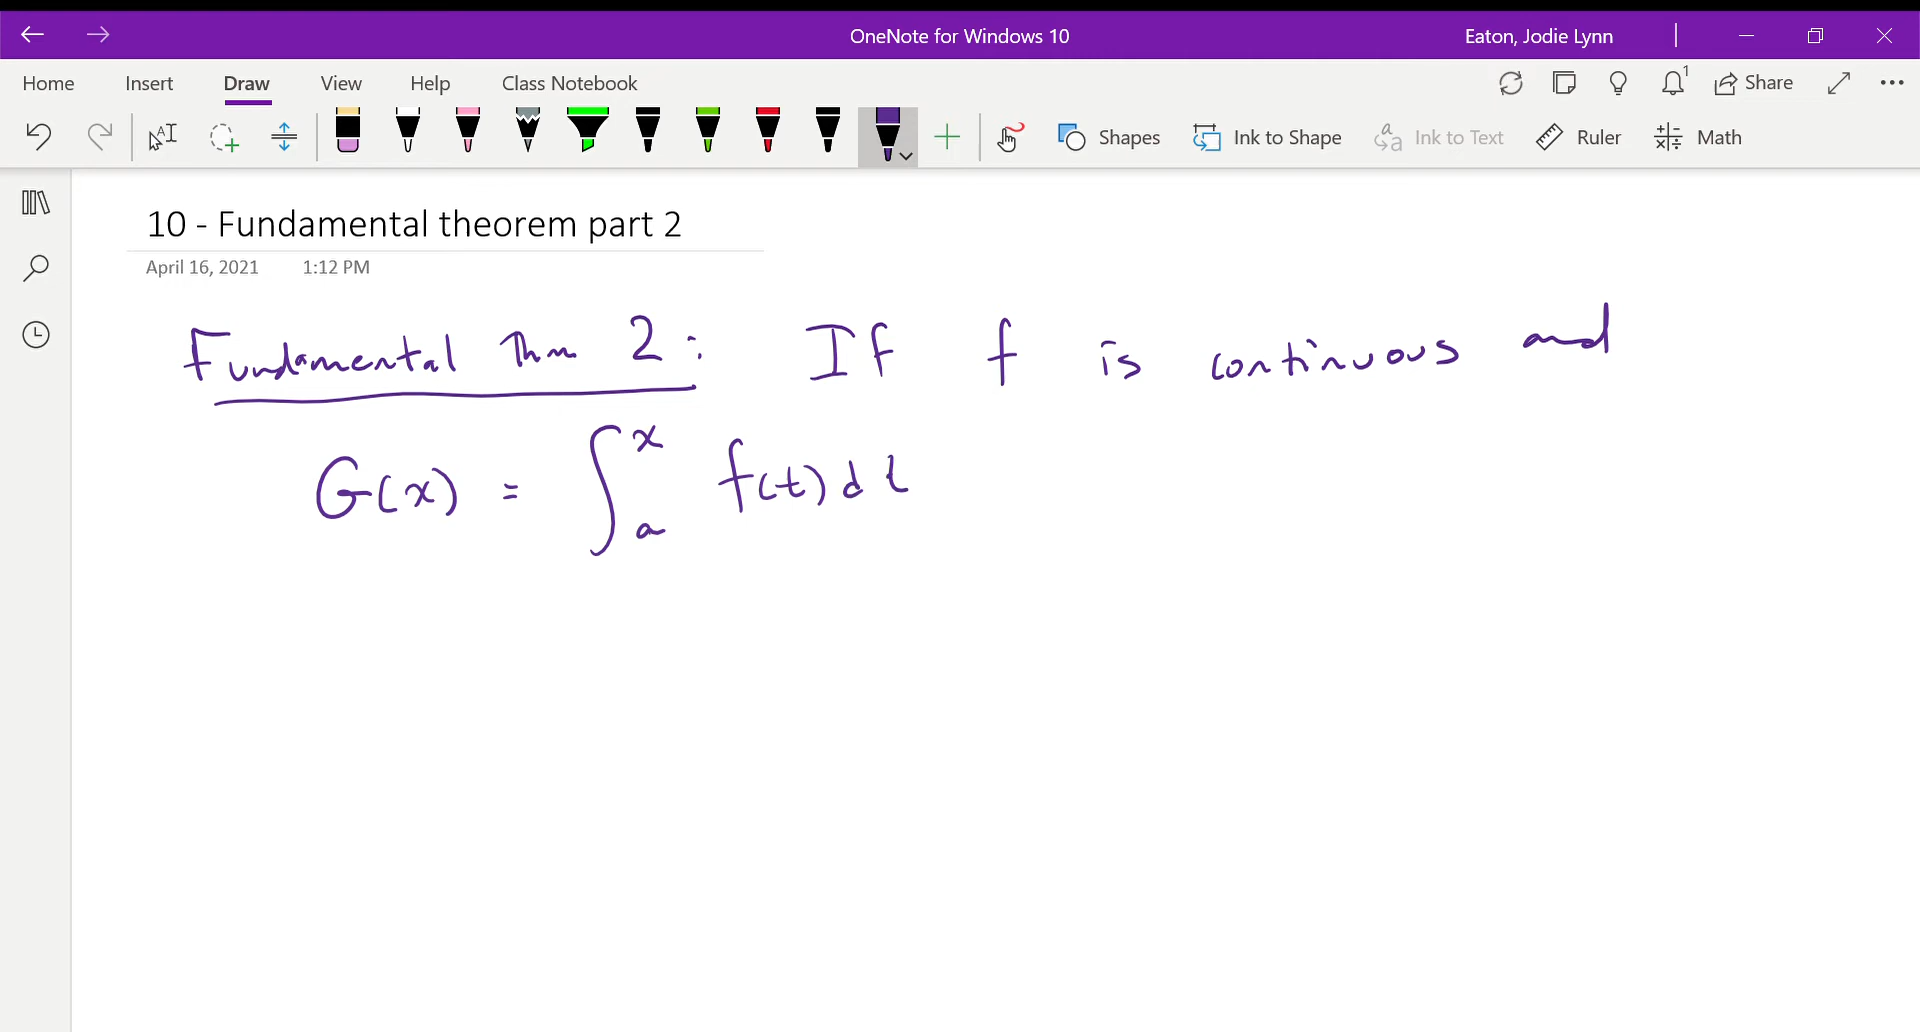 OneNote for Windows 10
Eaton, Jodie Lynn
Home Insert Draw View Help Class Notebook
1 Share
Shapes Ink to Shape Ink to Text Ruler Math
10 - Fundamental theorem part 2
April 16, 2021 1:12 PM
Fundamental Thm 2: If f is continuous and
G(x) = ∫ₐˣ f(t) dt